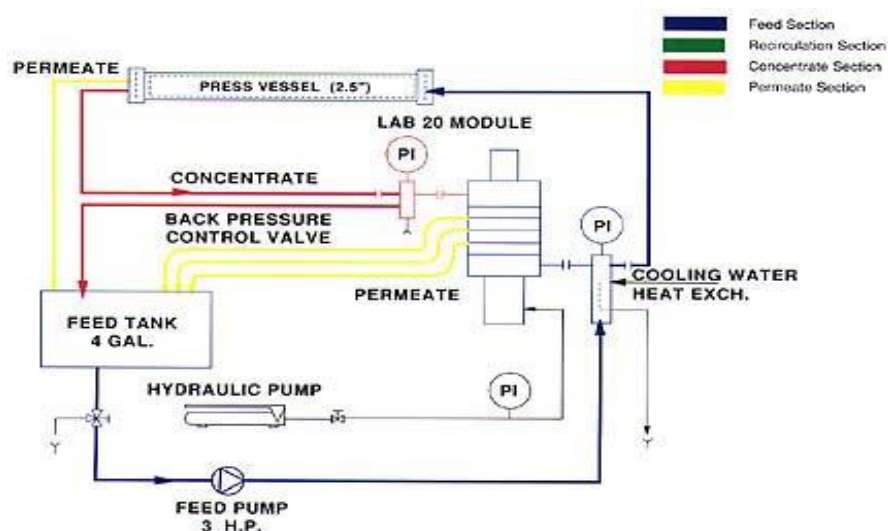 Feed Section
Recirculation Section
Concentrate Section
Permeate Section
PERMEATE
PRESS VESSEL (2.5")
LAB 20 MODULE
PI
CONCENTRATE
BACK PRESSURE
CONTROL VALVE
PI
COOLING WATER
HEAT EXCH.
PERMEATE
FEED TANK
4 GAL.
HYDRAULIC PUMP
PI
FEED PUMP
3 H.P.